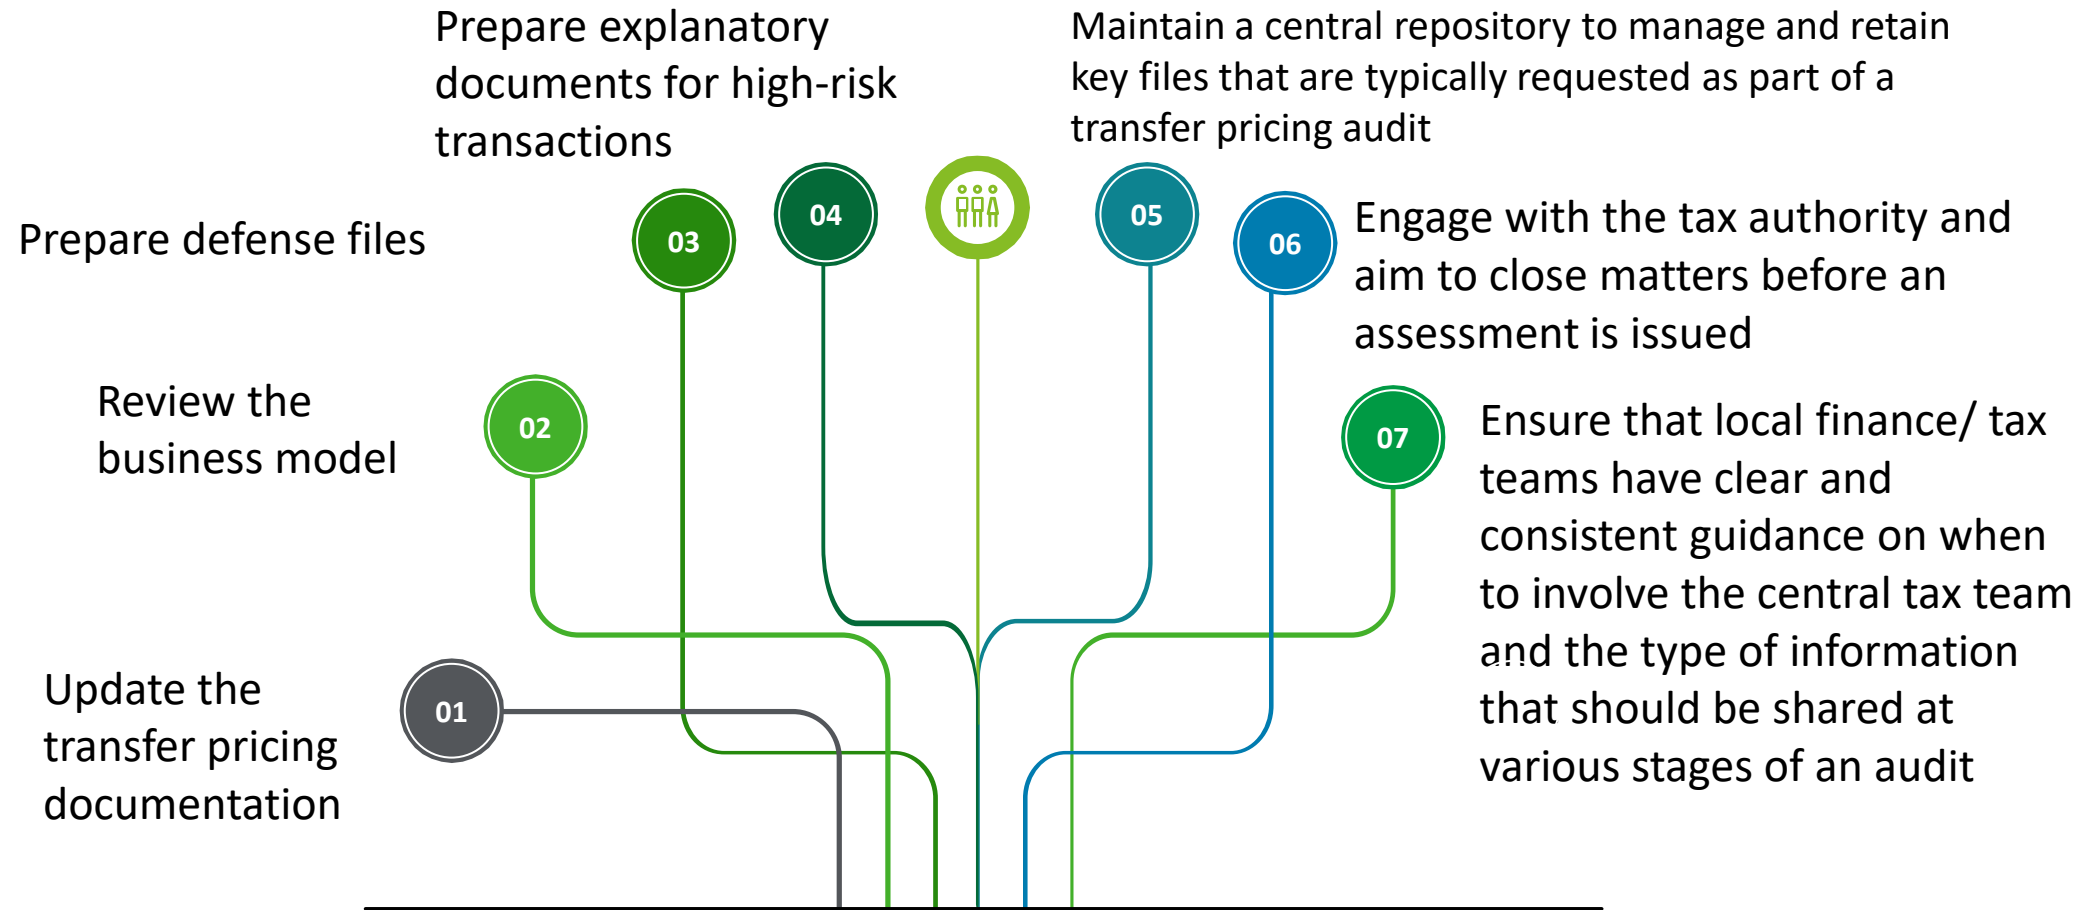 Prepare explanatory
documents for high-risk
transactions
Maintain a central repository to manage and retain
key files that are typically requested as part of a
transfer pricing audit
04
05
03
06
Prepare defense files
Engage with the tax authority and
aim to close matters before an
assessment is issued
Review the
business model
02
07
Ensure that local finance/ tax
teams have clear and
consistent guidance on when
to involve the central tax team
and the type of information
that should be shared at
various stages of an audit
Update the
transfer pricing
documentation
01